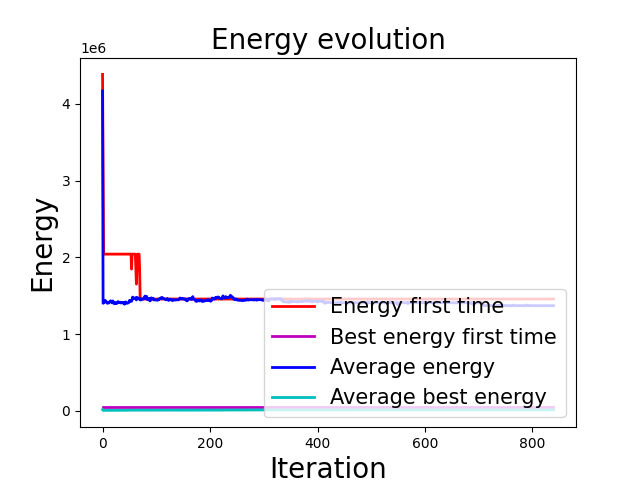 Energy evolution
1e6
4
3
2
1
0
Energy
Energy first time
Best energy first time
Average energy
Average best energy
0 200 400 600 800
Iteration